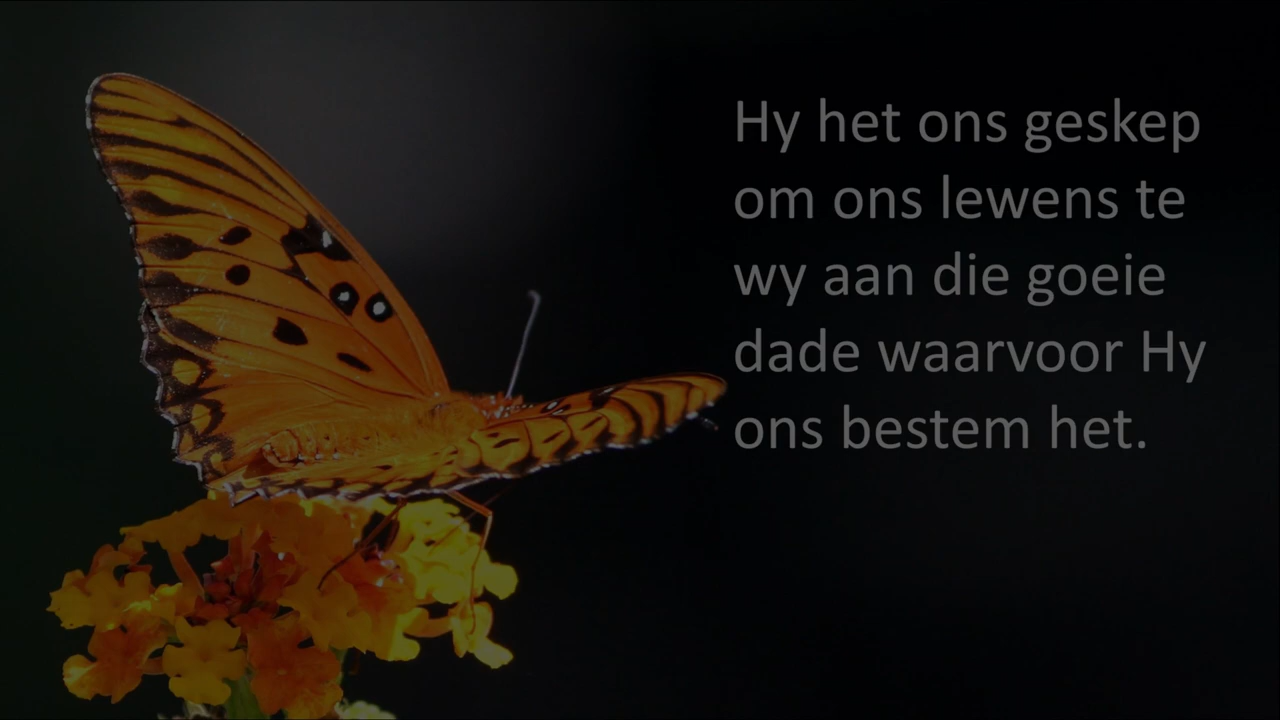 Hy het ons geskep
om ons lewens te
wy aan die goeie
dade waarvoor Hy
ons bestem het.